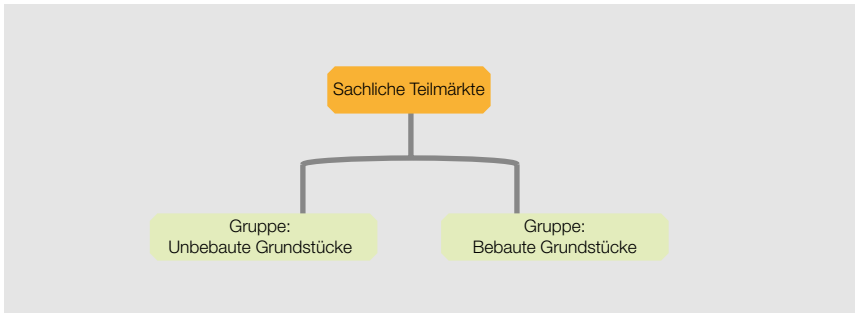 Sachliche Teilmärkte
Gruppe:
Unbebaute Grundstücke
Gruppe:
Bebaute Grundstücke